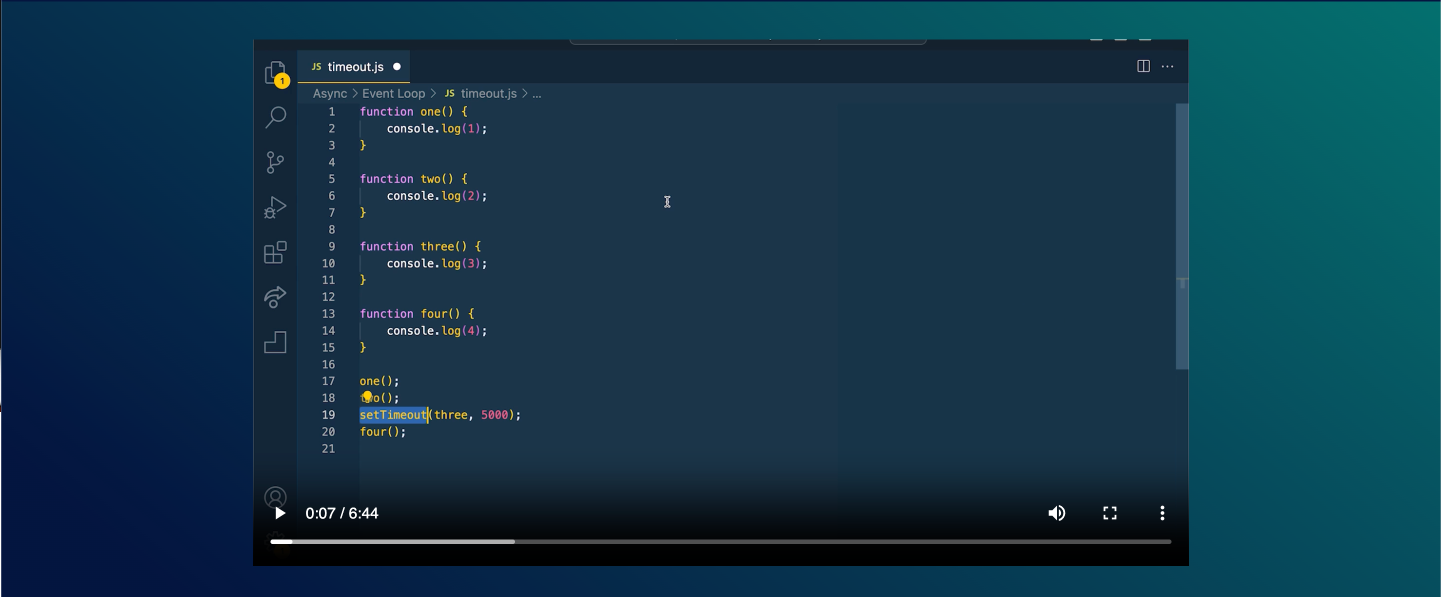 JS timeout.js
1
Async > Event Loop > JS timeout.js > ...
1 function one() {
2 console.log(1);
3 }
4
5 function two() {
6 console.log(2);
7 }
8
9 function three() {
10 console.log(3);
11 }
12
13 function four() {
14 console.log(4);
15 }
16
17 one();
18 two();
19 setTimeout(three, 5000);
20 four();
21
0:07 / 6:44